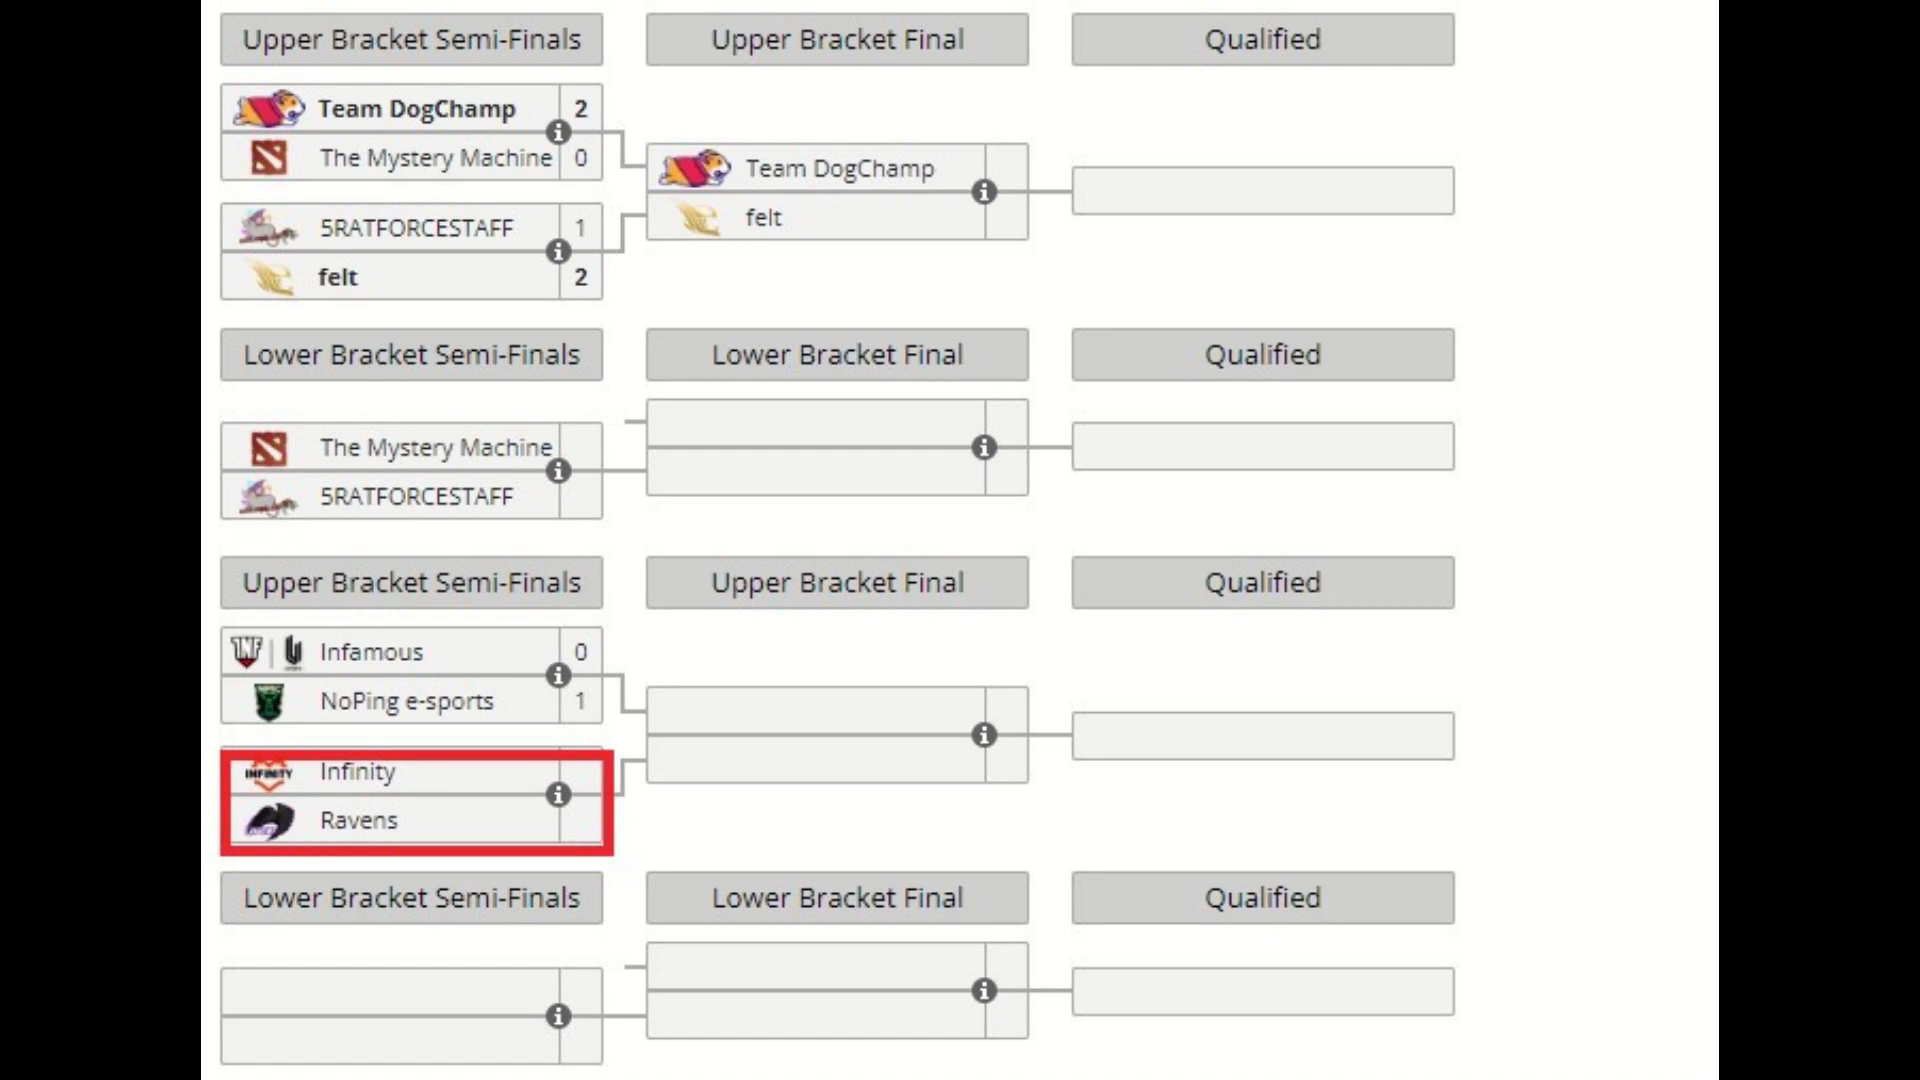 Upper Bracket Semi-Finals
Upper Bracket Final
Qualified
Team DogChamp 2
The Mystery Machine 0
Team DogChamp
felt
5RATFORCESTAFF 1
felt 2
Lower Bracket Semi-Finals
Lower Bracket Final
Qualified
The Mystery Machine
5RATFORCESTAFF
Upper Bracket Semi-Finals
Upper Bracket Final
Qualified
INF Infamous 0
NoPing e-sports 1
INFINITY Infinity
Ravens
Lower Bracket Semi-Finals
Lower Bracket Final
Qualified